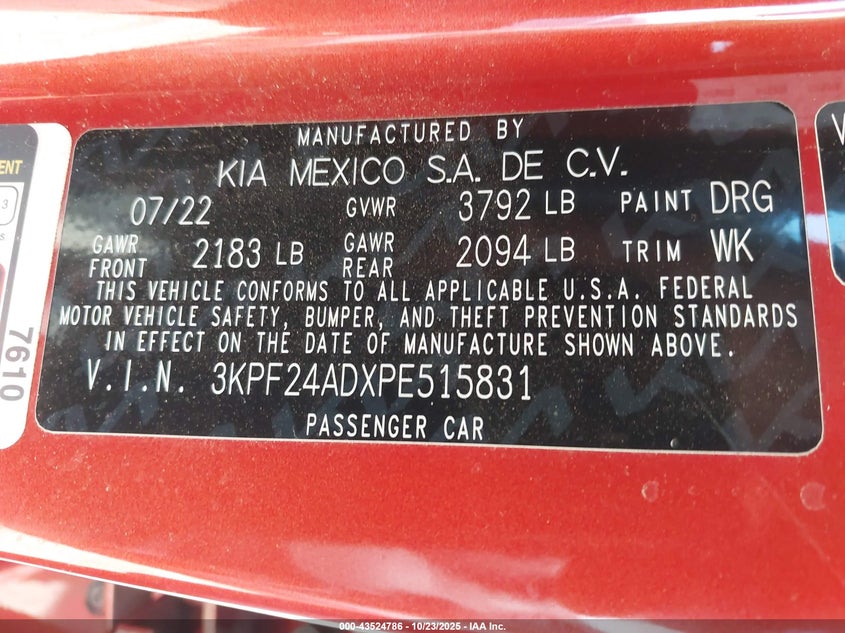 MANUFACTURED BY
KIA MEXICO S.A. DE C.V.
07/22 GVWR 3792 LB PAINT DRG
GAWR FRONT 2183 LB GAWR REAR 2094 LB TRIM WK
THIS VEHICLE CONFORMS TO ALL APPLICABLE U.S.A. FEDERAL
MOTOR VEHICLE SAFETY, BUMPER, AND THEFT PREVENTION STANDARDS
IN EFFECT ON THE DATE OF MANUFACTURE SHOWN ABOVE.
V.I.N. 3KPF24ADXPE515831
PASSENGER CAR
3
7610
V
000-43524786 - 10/23/2025 - IAA Inc.